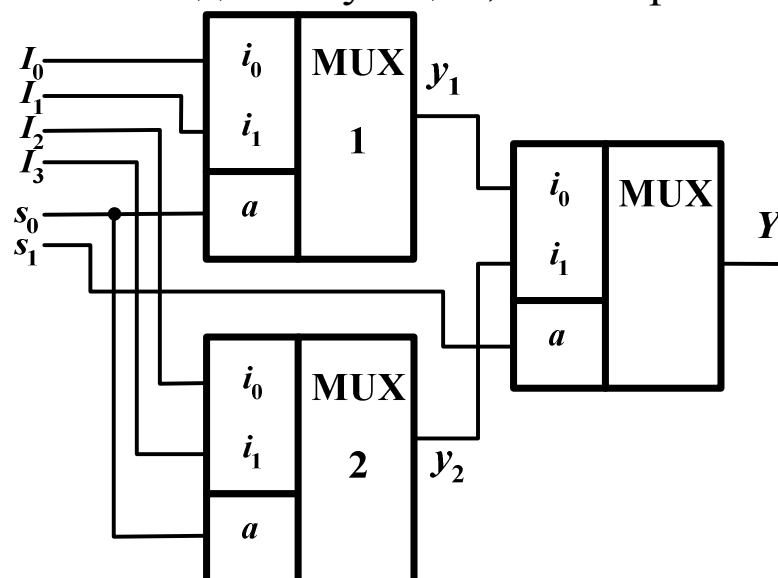 I₀
I₁
I₂
I₃
s₀
s₁
i₀
i₁
a
MUX
1
y₁
i₀
i₁
a
MUX
2
y₂
i₀
i₁
a
MUX
Y